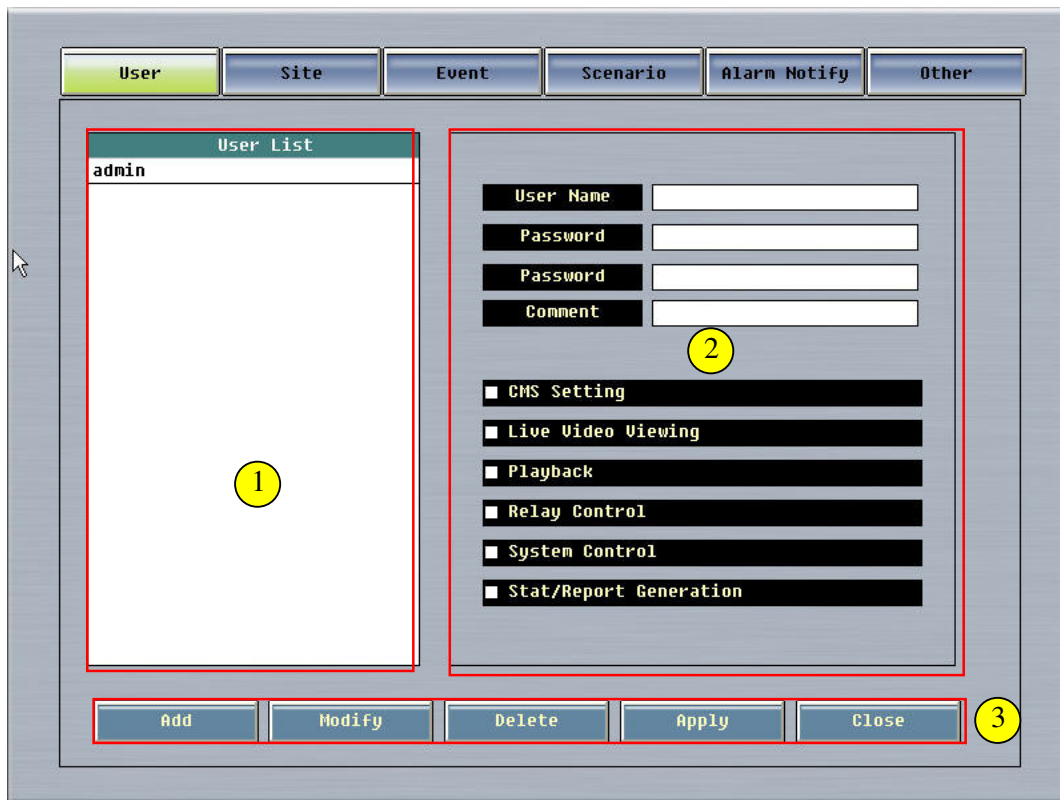 User Site Event Scenario Alarm Notify Other
User List
admin
User Name
Password
Password
Comment
2
CMS Setting
Live Video Viewing
Playback
1
Relay Control
System Control
Stat/Report Generation
Add Modify Delete Apply Close 3